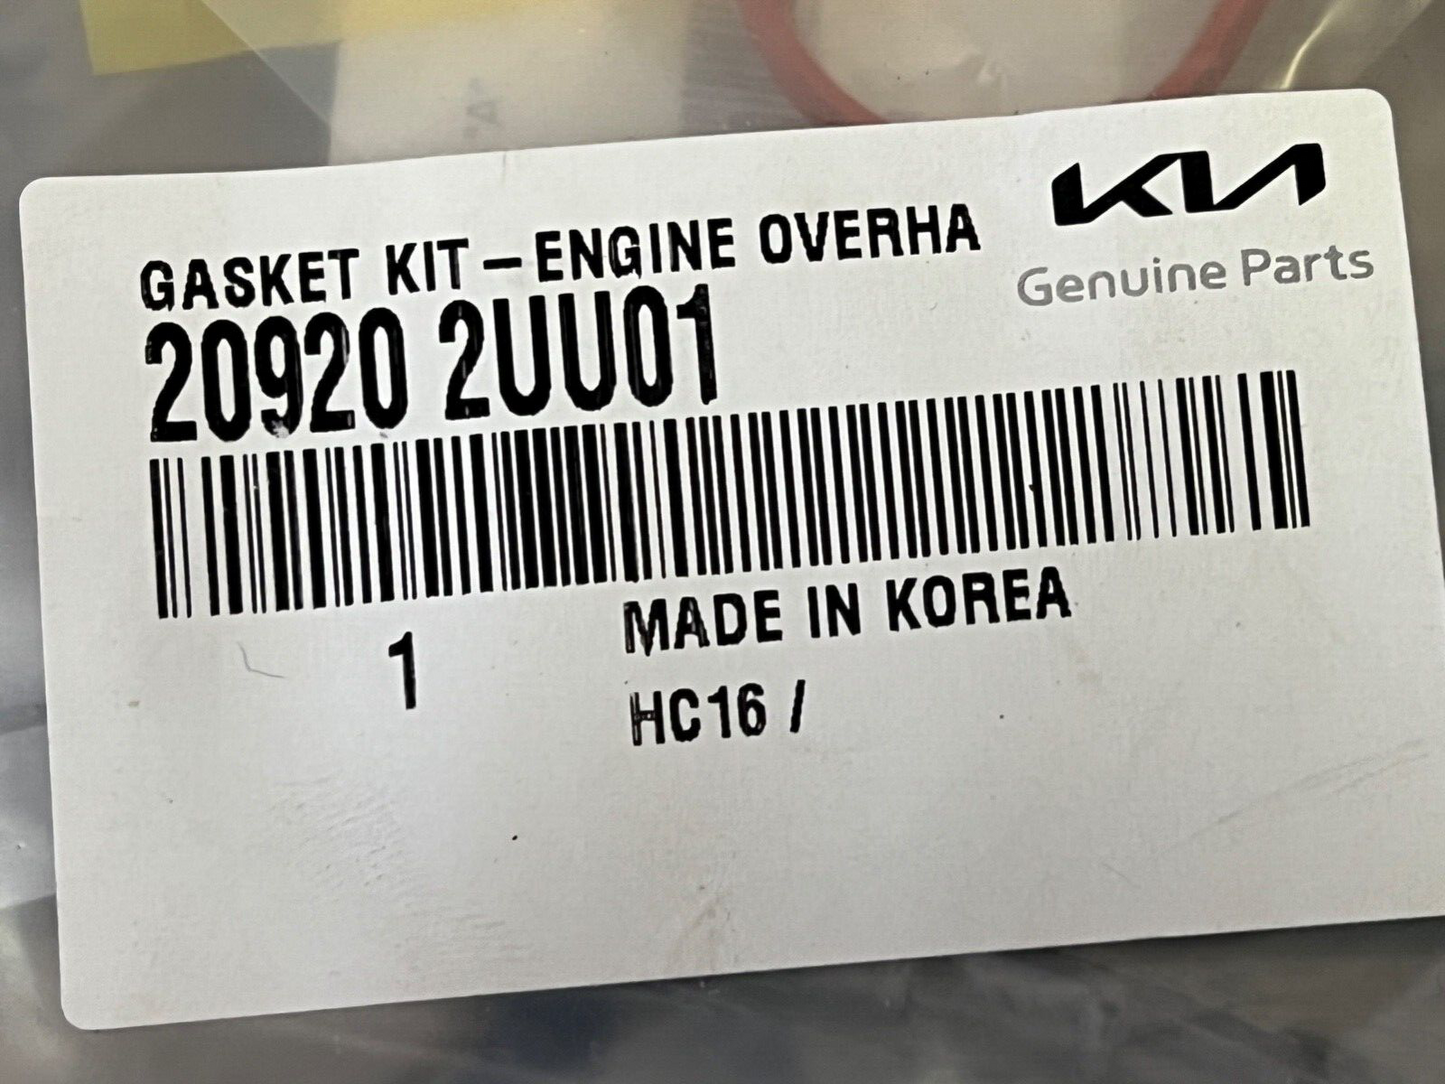 KIA
Genuine Parts
GASKET KIT-ENGINE OVERHA
20920 2UU01
1
MADE IN KOREA
HC16 /